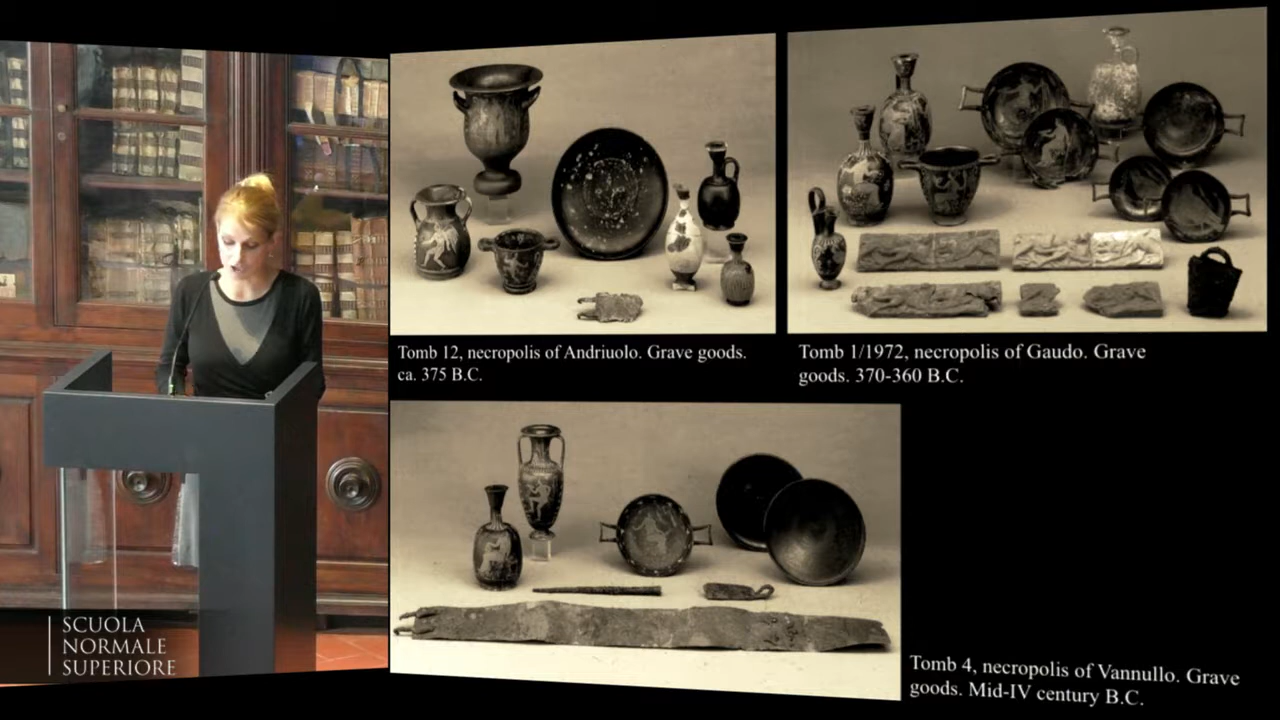 Tomb 12, necropolis of Andriuolo. Grave goods.
ca. 375 B.C.
Tomb 1/1972, necropolis of Gaudo. Grave
goods. 370-360 B.C.
Tomb 4, necropolis of Vannullo. Grave
goods. Mid-IV century B.C.
SCUOLA
NORMALE
SUPERIORE